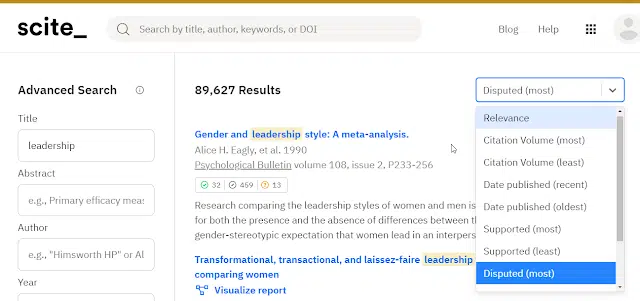 scite_
Search by title, author, keywords, or DOI
Blog
Help
Advanced Search
Title
leadership
Abstract
e.g., Primary efficacy meas
Author
e.g., "Himsworth HP" or Al
Year
89,627 Results
Disputed (most)
Relevance
Citation Volume (most)
Citation Volume (least)
Date published (recent)
Date published (oldest)
Supported (most)
Supported (least)
Disputed (most)
Gender and leadership style: A meta-analysis.
Alice H. Eagly, et al. 1990
Psychological Bulletin volume 108, issue 2, P233-256
32 459 13
Research comparing the leadership styles of women and men is
for both the presence and the absence of differences between t
gender-stereotypic expectation that women lead in an interpers
Transformational, transactional, and laissez-faire leadership
comparing women
Visualize report